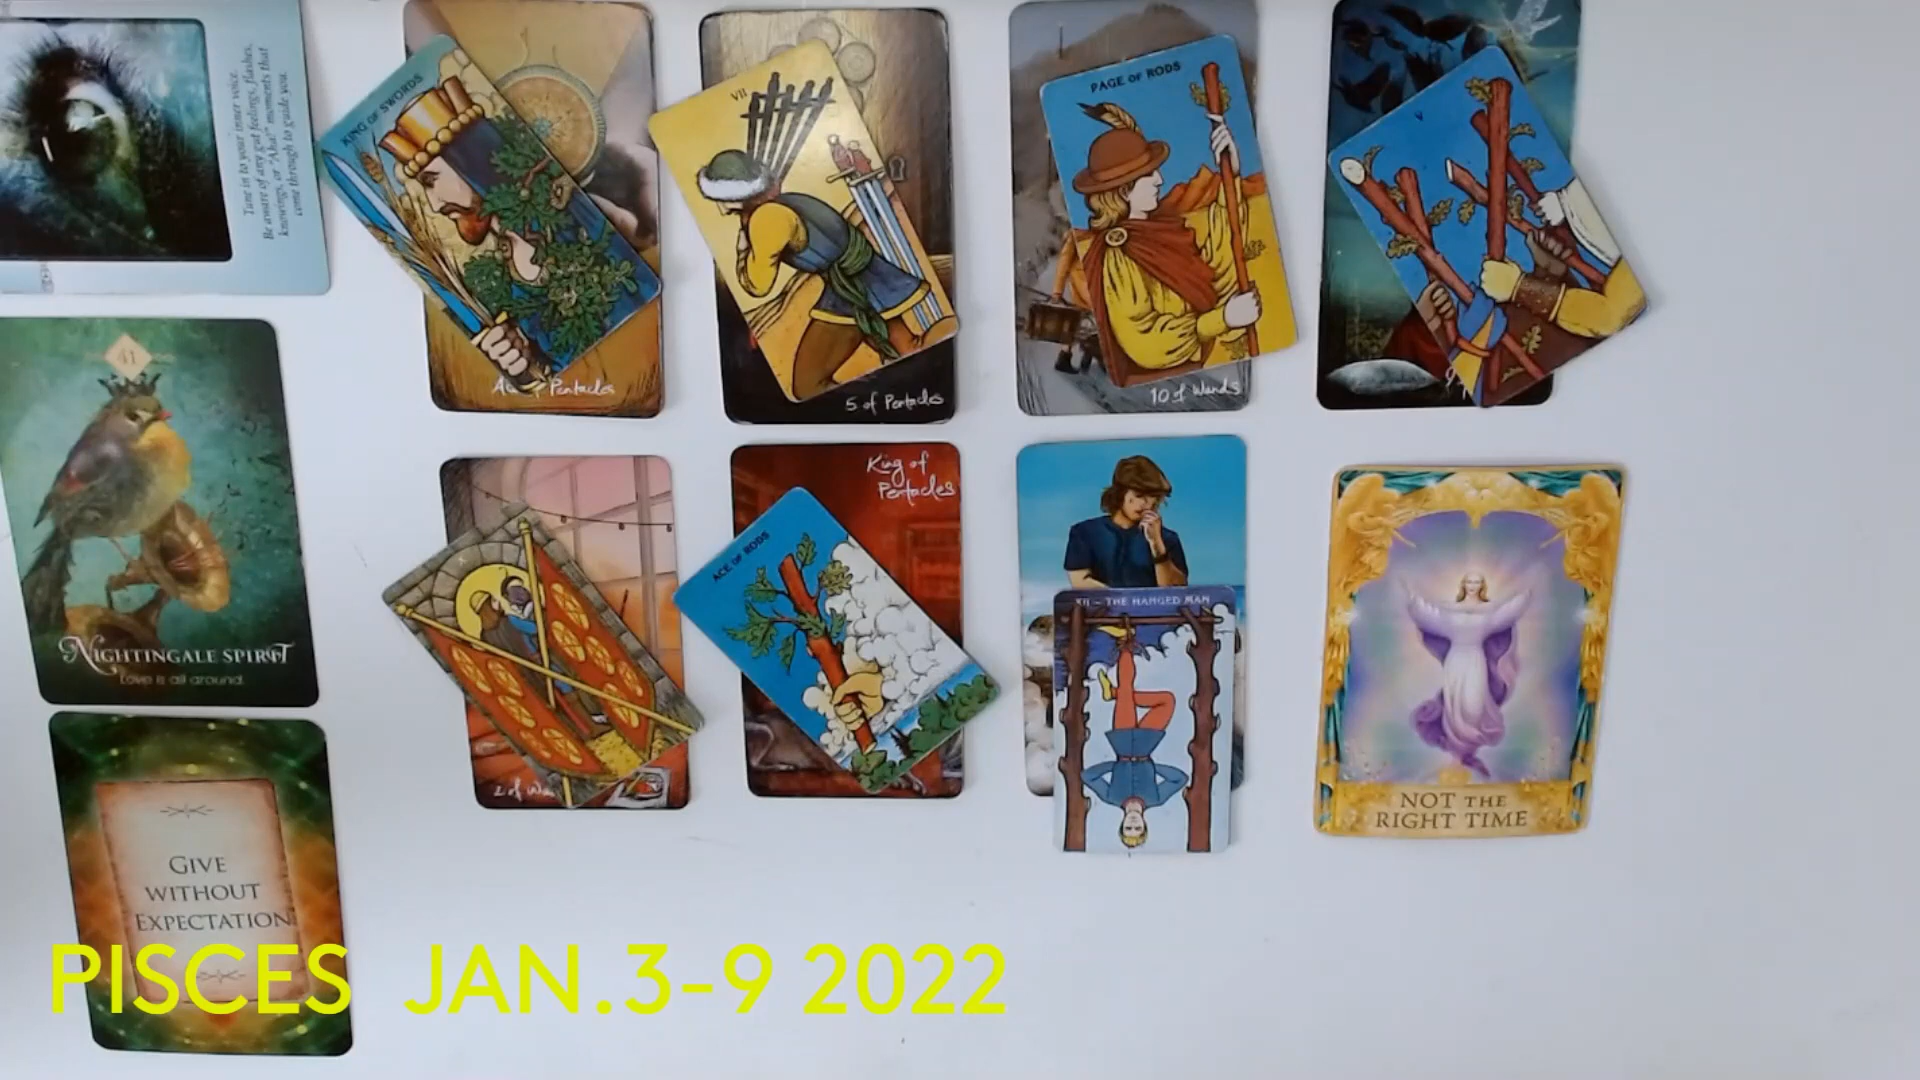 Tune in to your inner voice.
Be aware of any gut feelings, flashes,
knowings, or "Aha!" moments that
come through to guide you.
KING OF SWORDS
Pentacles
VII
5 of Pentacles
PAGE OF RODS
10 of Wands
V
41
NIGHTINGALE SPIRIT
Love is all around.
2 of
King of
Pentacles
ACE OF RODS
XII – THE HANGED MAN
NOT THE
RIGHT TIME
GIVE
WITHOUT
EXPECTATION
PISCES JAN.3-9 2022